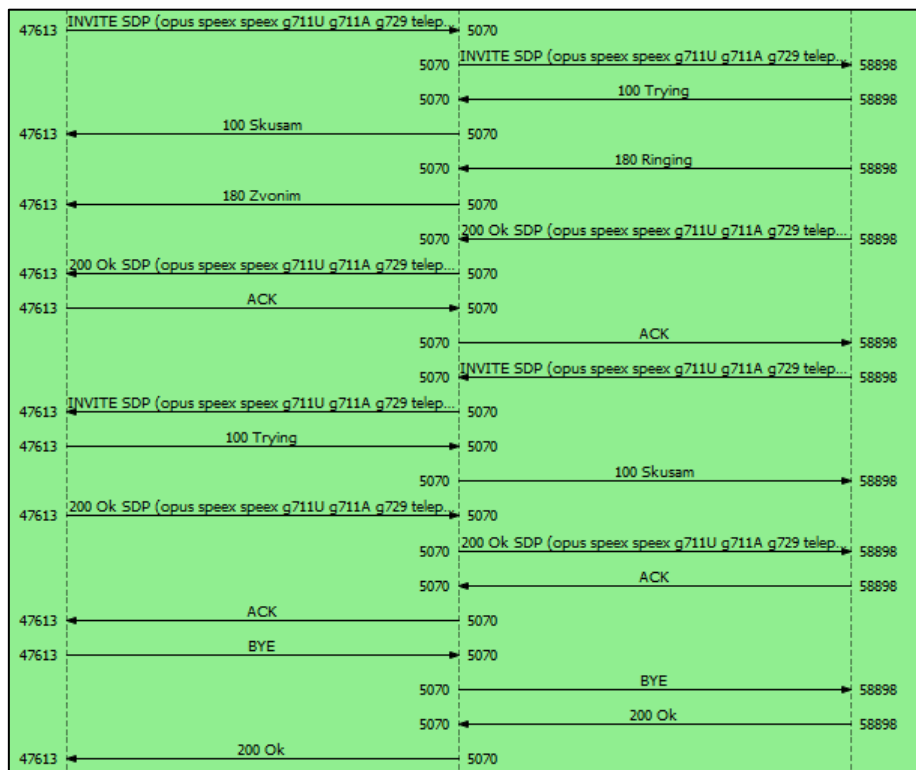 47613 INVITE SDP (opus speex speex g711U g711A g729 telep... 5070
5070 INVITE SDP (opus speex speex g711U g711A g729 telep... 58898
5070 100 Trying 58898
47613 100 Skusam 5070
5070 180 Ringing 58898
47613 180 Zvonim 5070
5070 200 Ok SDP (opus speex speex g711U g711A g729 telep... 58898
47613 200 Ok SDP (opus speex speex g711U g711A g729 telep... 5070
47613 ACK 5070
5070 ACK 58898
5070 INVITE SDP (opus speex speex g711U g711A g729 telep... 58898
47613 INVITE SDP (opus speex speex g711U g711A g729 telep... 5070
47613 100 Trying 5070
5070 100 Skusam 58898
47613 200 Ok SDP (opus speex speex g711U g711A g729 telep... 5070
5070 200 Ok SDP (opus speex speex g711U g711A g729 telep... 58898
5070 ACK 58898
47613 ACK 5070
47613 BYE 5070
5070 BYE 58898
5070 200 Ok 58898
47613 200 Ok 5070